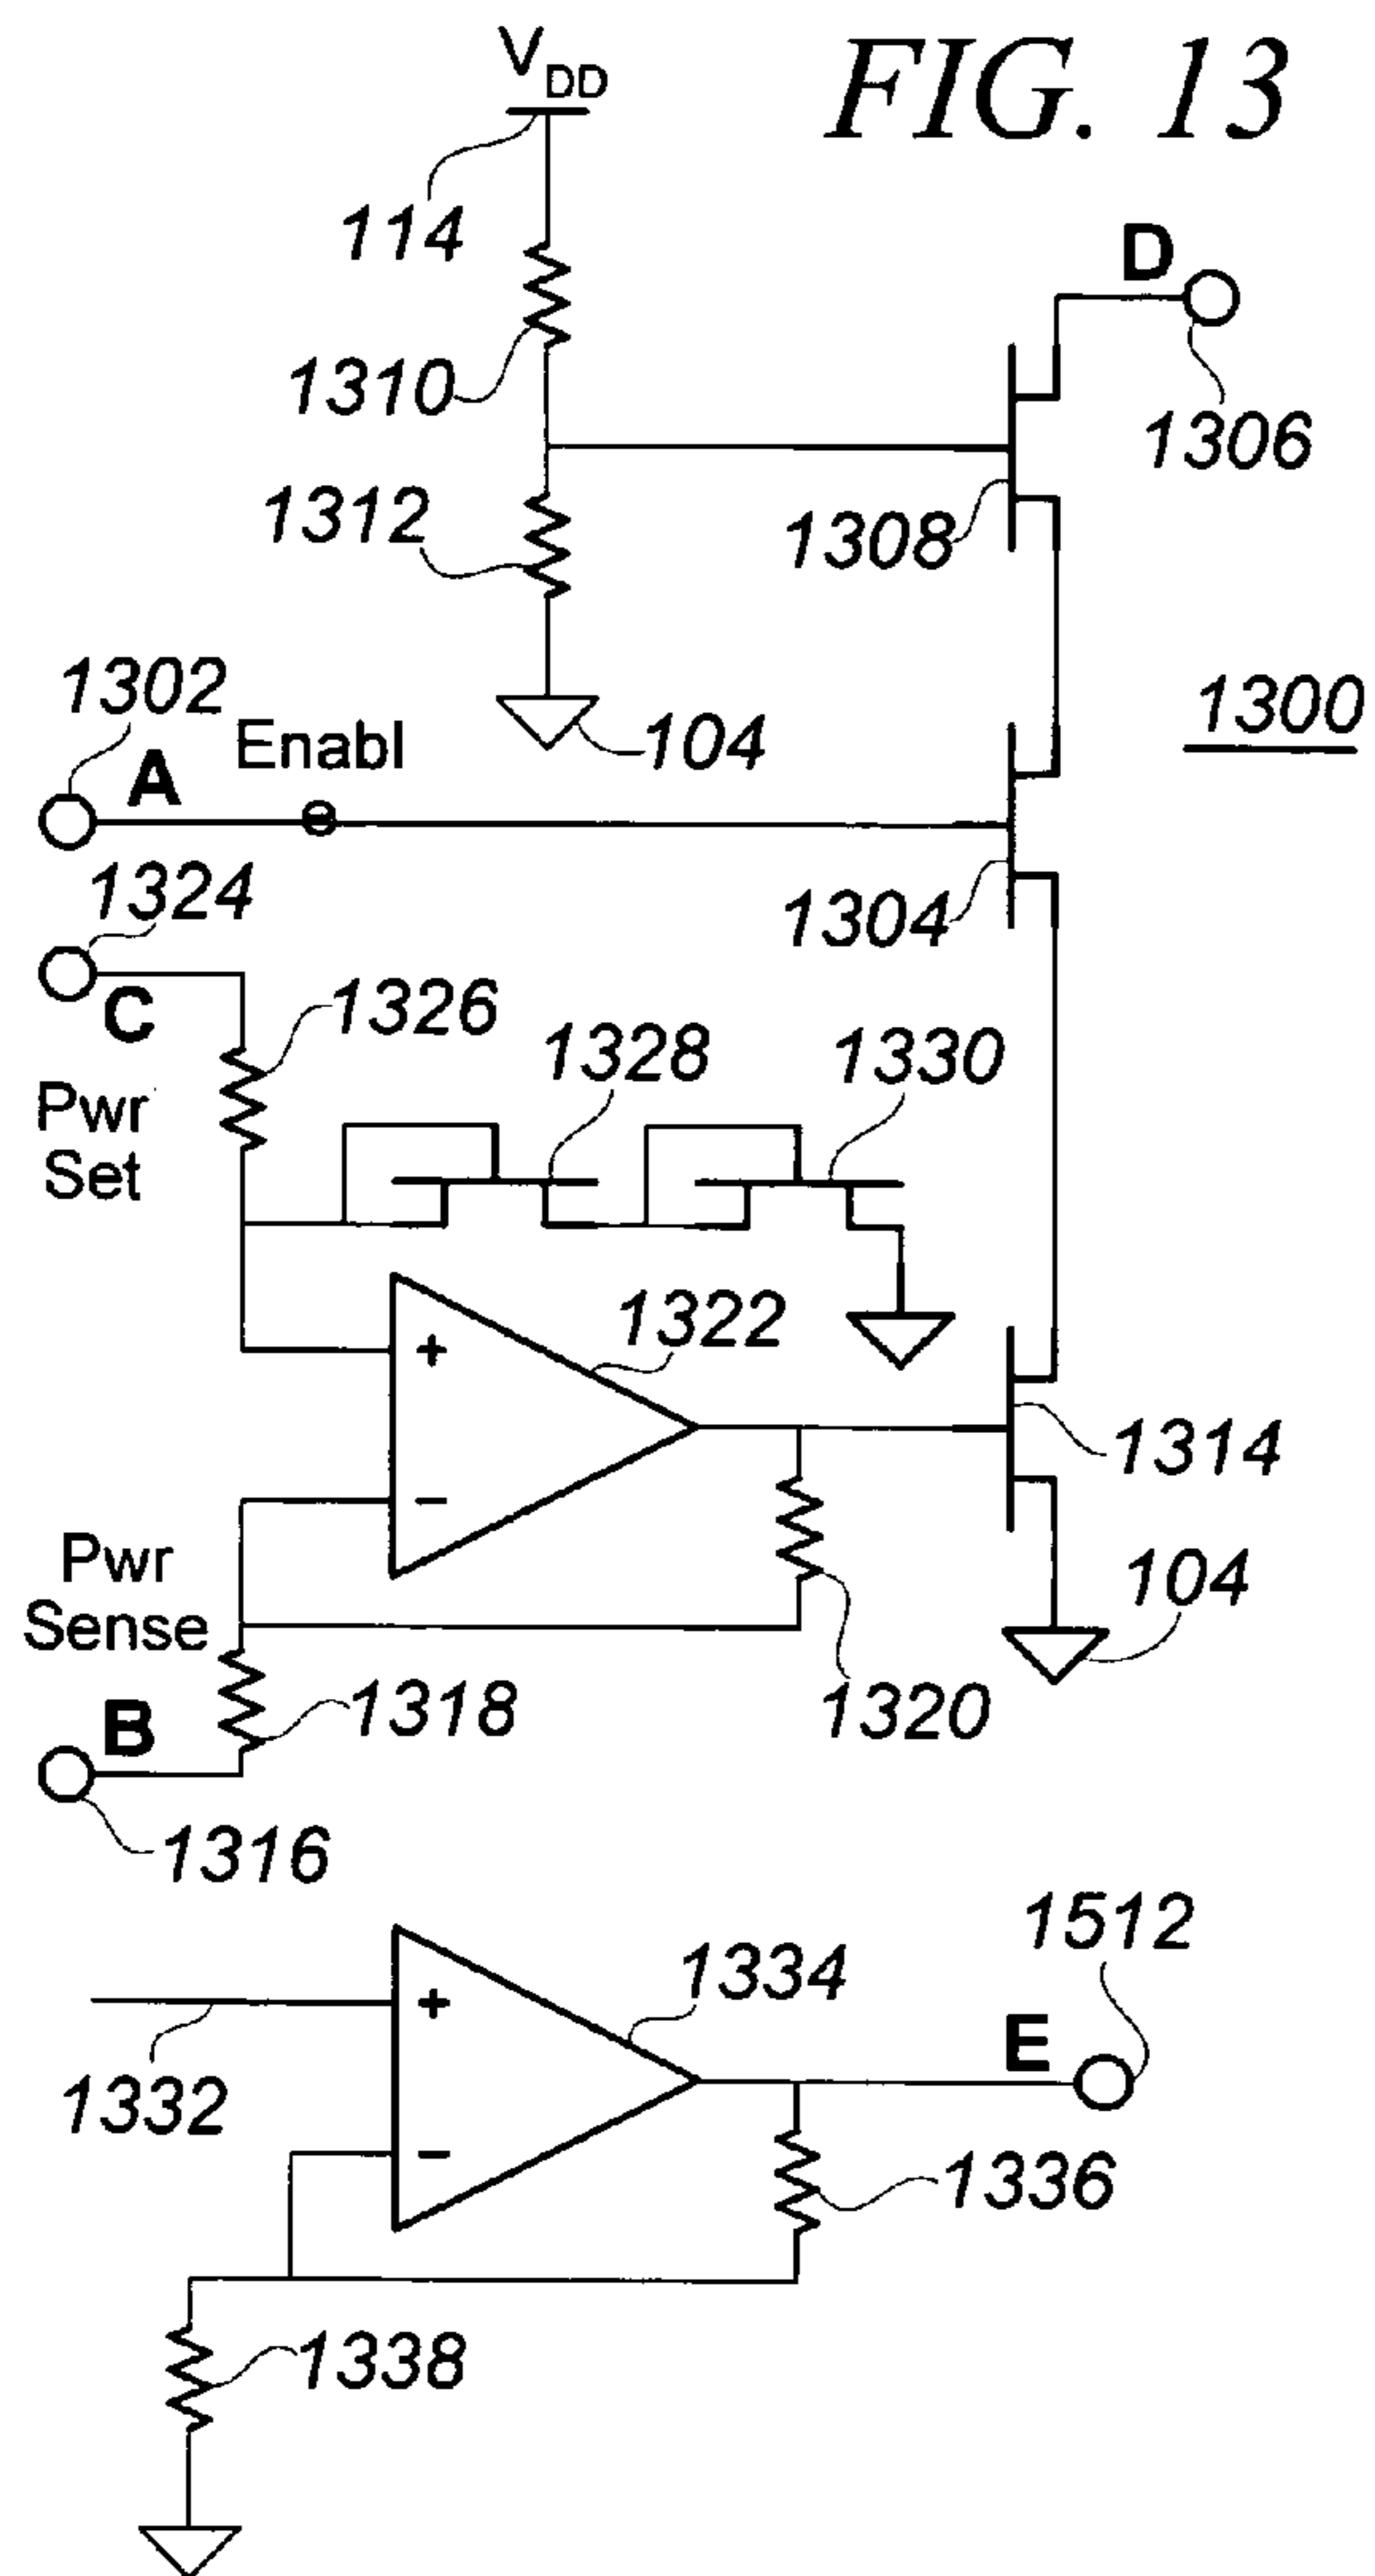 FIG. 13
VDD
114
D
1310
1306
1312
1308
1302
Enabl
104
1300
A
1324
1304
C
1326
1328
1330
Pwr
Set
1322
+
1314
−
Pwr
Sense
104
1318
1320
B
1316
1512
1334
+
E
1332
−
1336
1338